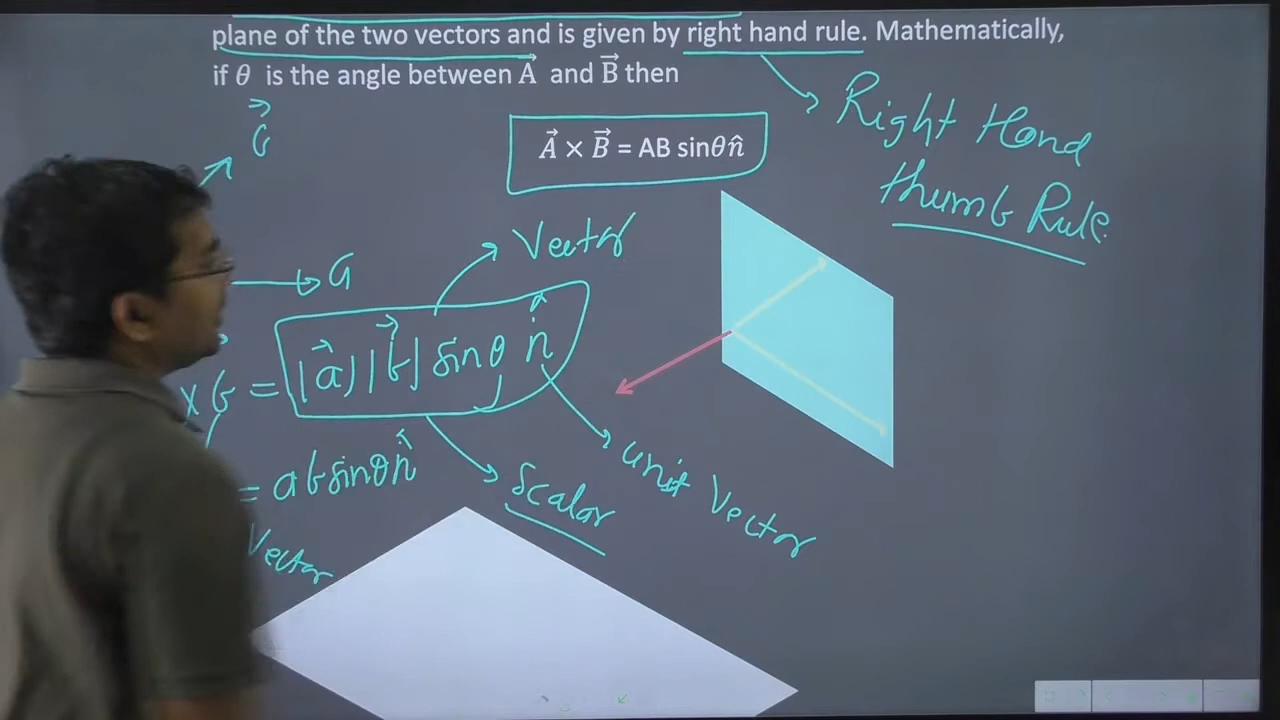 plane of the two vectors and is given by right hand rule. Mathematically,
if θ is the angle between A⃗ and B⃗ then
A⃗ × B⃗ = AB sinθn̂
Right Hand
thumb Rule.
Vector
|a⃗| |b⃗| sinθ n̂
= ab sinθ n̂
Scalar
unit Vector
Vector